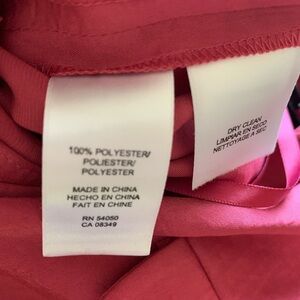 100% POLYESTER/
POLIESTER/
POLYESTER
MADE IN CHINA
HECHO EN CHINA
FAIT EN CHINE
RN 54050
CA 08349
DRY CLEAN
LIMPIAR EN SECO
NETTOYAGE A SEC